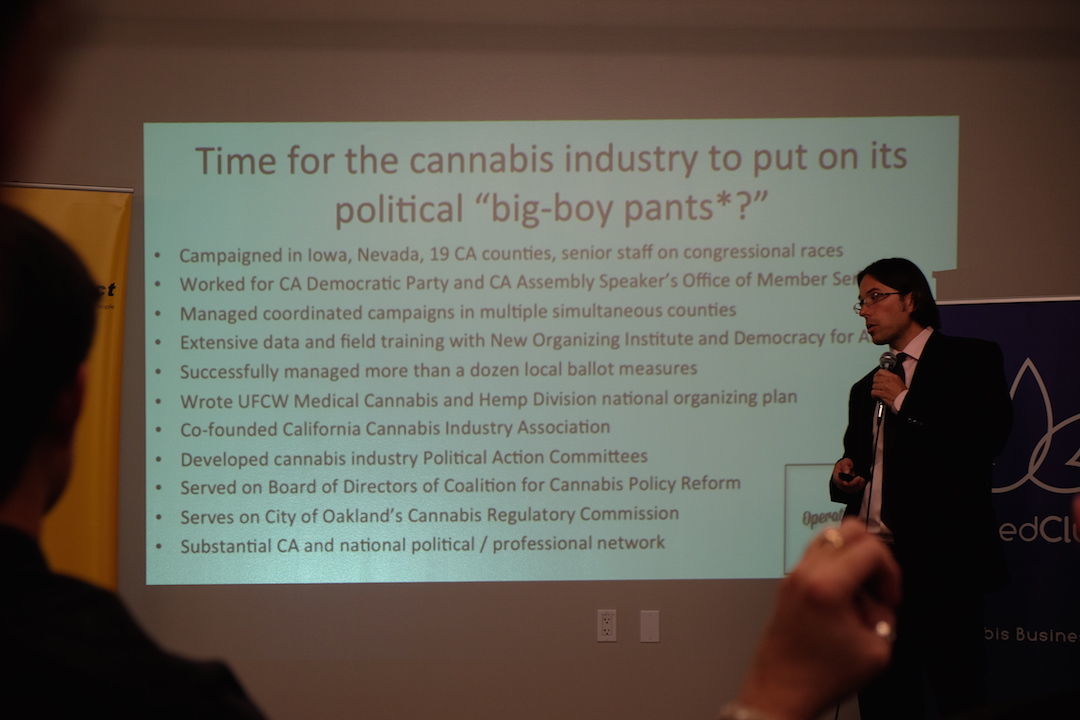 Time for the cannabis industry to put on its
political “big-boy pants*?”
• Campaigned in Iowa, Nevada, 19 CA counties, senior staff on congressional races
• Worked for CA Democratic Party and CA Assembly Speaker’s Office of Member
• Managed coordinated campaigns in multiple simultaneous counties
• Extensive data and field training with New Organizing Institute and Democracy for
• Successfully managed more than a dozen local ballot measures
• Wrote UFCW Medical Cannabis and Hemp Division national organizing plan
• Co-founded California Cannabis Industry Association
• Developed cannabis industry Political Action Committees
• Served on Board of Directors of Coalition for Cannabis Policy Reform
• Serves on City of Oakland’s Cannabis Regulatory Commission
• Substantial CA and national political / professional network